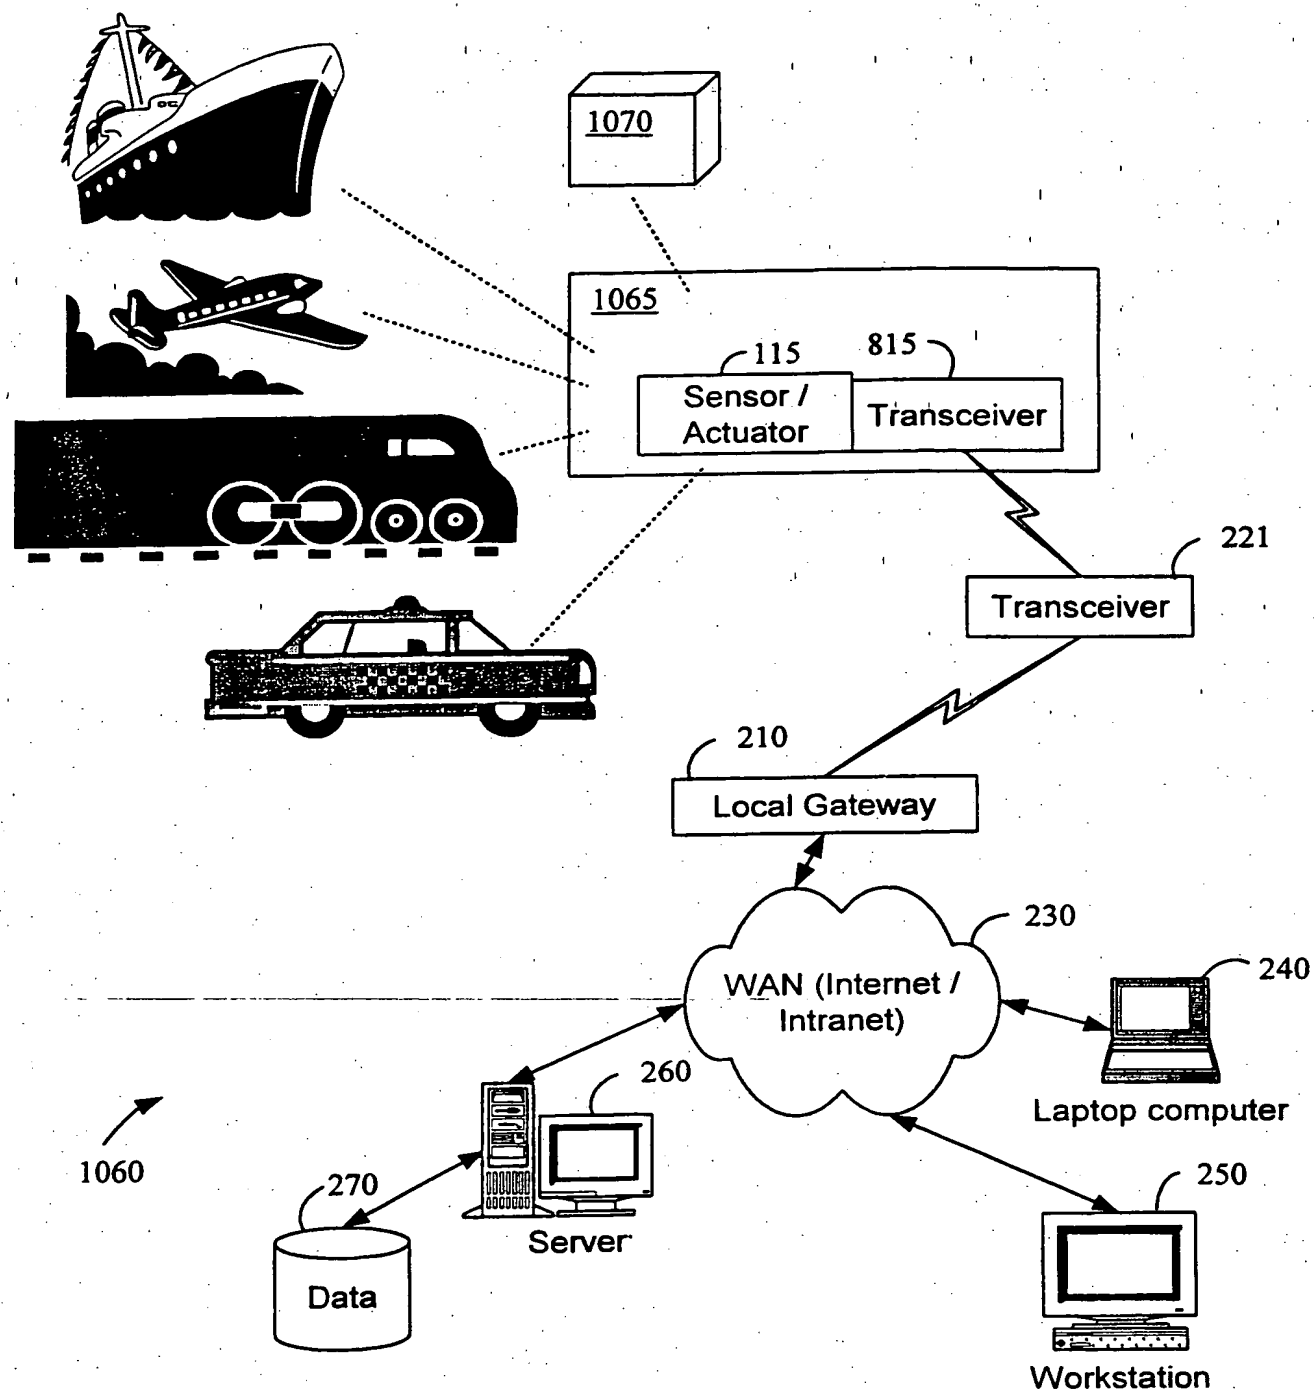 1070
1065
115
815
Sensor /
Actuator
Transceiver
221
Transceiver
210
Local Gateway
230
WAN (Internet /
Intranet)
240
Laptop computer
260
Server
1060
270
Data
250
Workstation